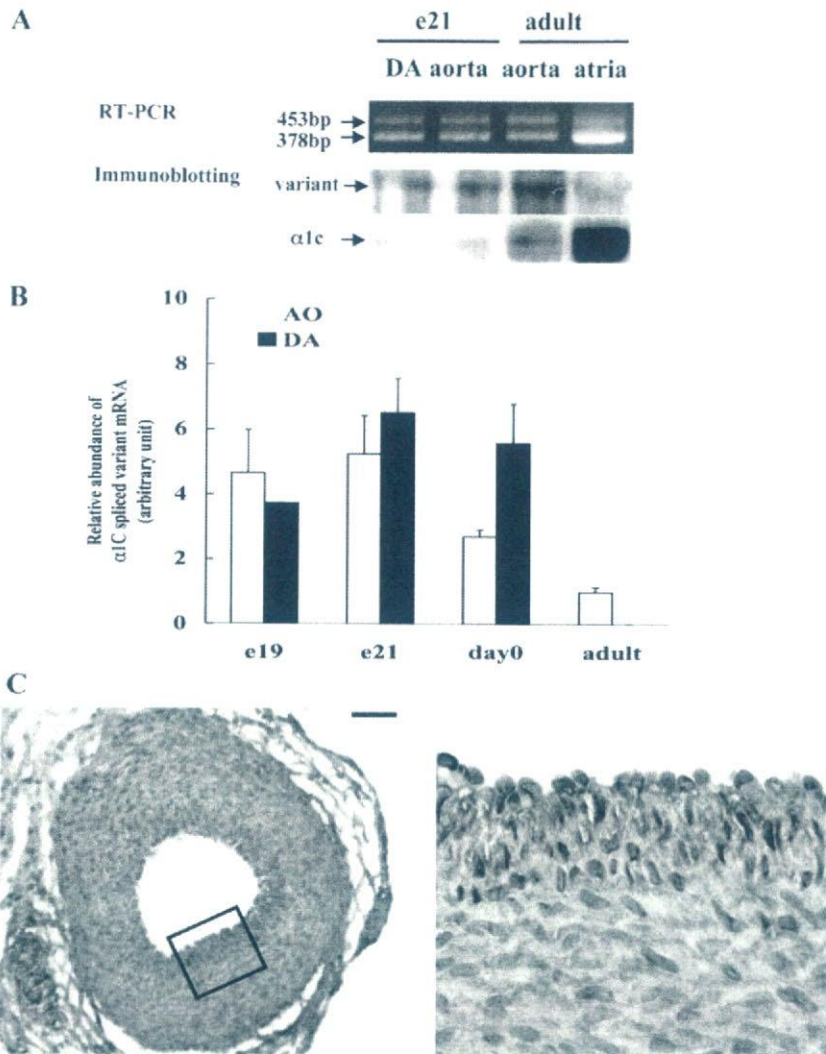 A
e21 adult
DA aorta aorta atria
RT-PCR
453bp
378bp
Immunoblotting
variant
α1c
B
Relative abundance of
α1C spliced variant mRNA
(arbitrary unit)
10
8
6
4
2
0
AO
DA
e19 e21 day0 adult
C